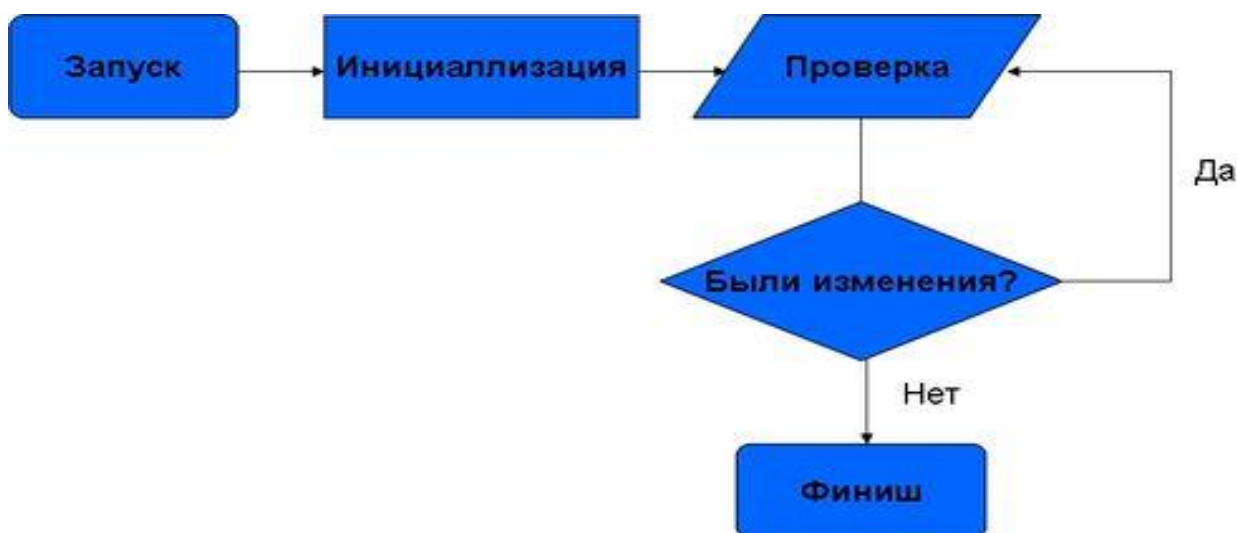 Запуск
Инициаллизация
Проверка
Да
Были изменения?
Нет
Финиш